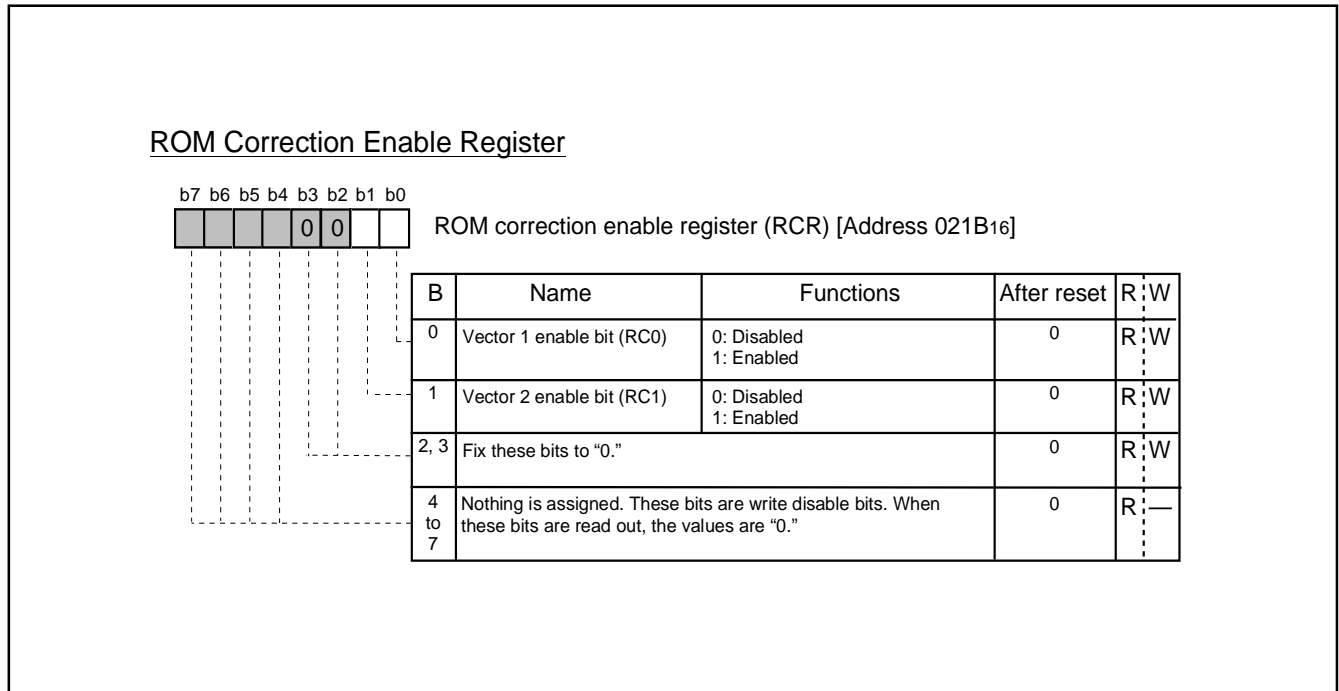 ROM Correction Enable Register
b7 b6 b5 b4 b3 b2 b1 b0
0 0
ROM correction enable register (RCR) [Address 021B16]
B Name Functions After reset R W
0 Vector 1 enable bit (RC0) 0: Disabled 0 R W
1: Enabled
1 Vector 2 enable bit (RC1) 0: Disabled 0 R W
1: Enabled
2, 3 Fix these bits to “0.” 0 R W
4 Nothing is assigned. These bits are write disable bits. When 0 R —
to these bits are read out, the values are “0.”
7